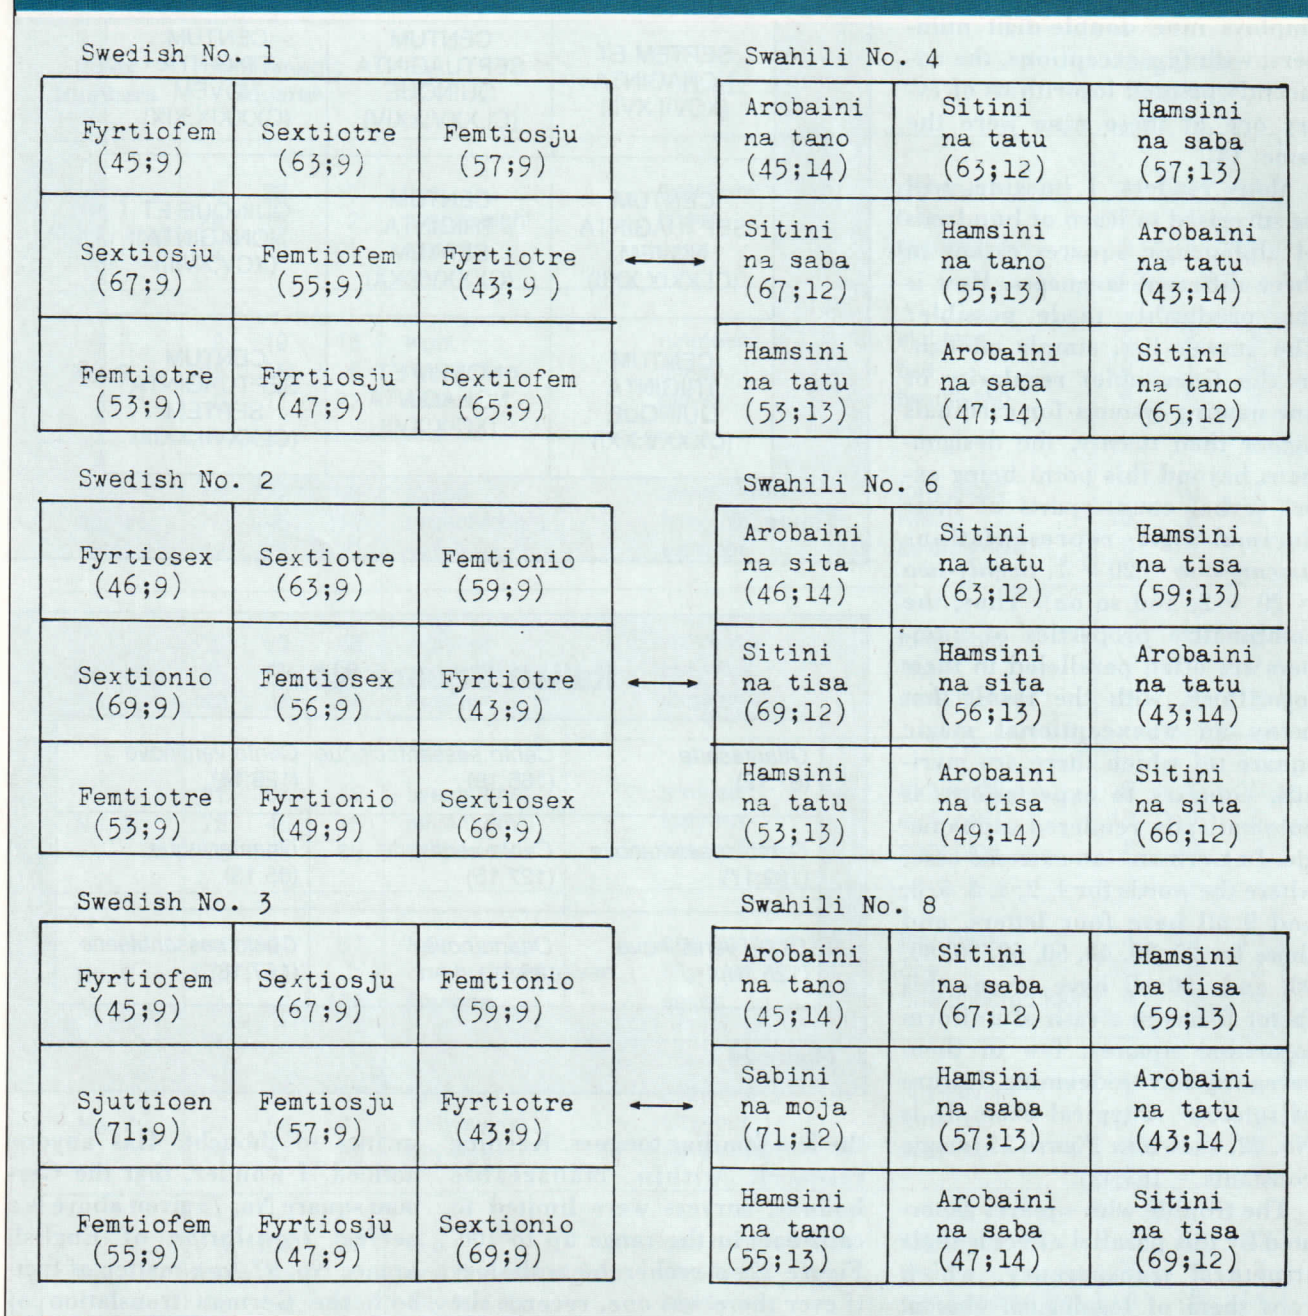 Swedish No. 1
Fyrtiofem Sextiotre Femtiosju
(45;9) (63;9) (57;9)
Sextiosju Femtiofem Fyrtiotre
(67;9) (55;9) (43;9 )
Femtiotre Fyrtiosju Sextiofem
(53;9) (47;9) (65;9)
Swahili No. 4
Arobaini Sitini Hamsini
na tano na tatu na saba
(45;14) (63;12) (57;13)
Sitini Hamsini Arobaini
na saba na tano na tatu
(67;12) (55;13) (43;14)
Hamsini Arobaini Sitini
na tatu na saba na tano
(53;13) (47;14) (65;12)
Swedish No. 2
Fyrtiosex Sextiotre Femtionio
(46;9) (63;9) (59;9)
Sextionio Femtiosex Fyrtiotre
(69;9) (56;9) (43;9)
Femtiotre Fyrtionio Sextiosex
(53;9) (49;9) (66;9)
Swahili No. 6
Arobaini Sitini Hamsini
na sita na tatu na tisa
(46;14) (63;12 (59;13)
Sitini Hamsini Arobaini
na tisa na sita na tatu
(69;12) (56;13) (43;14)
Hamsini Arobaini Sitini
na tatu na tisa na sita
(53;13) (49;14) (66;12)
Swedish No. 3
Fyrtiofem Sextiosju Femtionio
(45;9) (67;9) (59;9)
Sjuttioen Femtiosju Fyrtiotre
(71;9) (57;9) (43;9)
Femtiofem Fyrtiosju Sextionio
(55;9) (47;9) (69;9)
Swahili No. 8
Arobaini Sitini Hamsini
na tano na saba na tisa
(45;14) (67;12) (59;13)
Sabini Hamsini Arobaini
na moja na saba na tatu
(71;12) (57;13) (43;14)
Hamsini Arobaini Sitini
na tano na saba na tisa
(55;13) (47;14) (69;12)